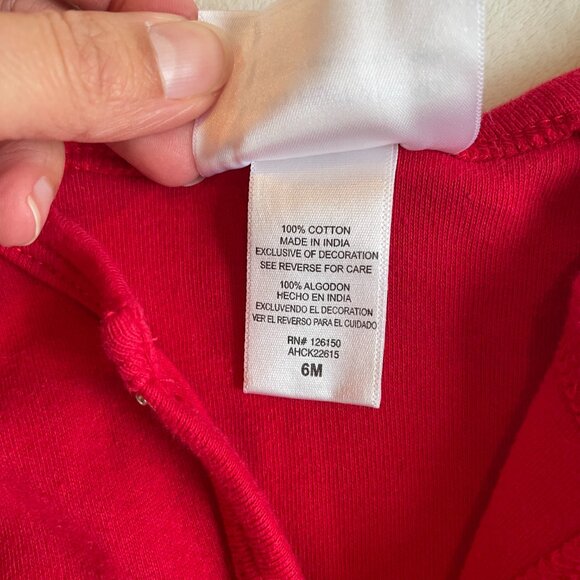 100% COTTON
MADE IN INDIA
EXCLUSIVE OF DECORATION
SEE REVERSE FOR CARE
100% ALGODON
HECHO EN INDIA
EXCLUYENDO EL DECORATION
VER EL REVERSO PARA EL CUIDADO
RN# 126150
AHCK22615
6M